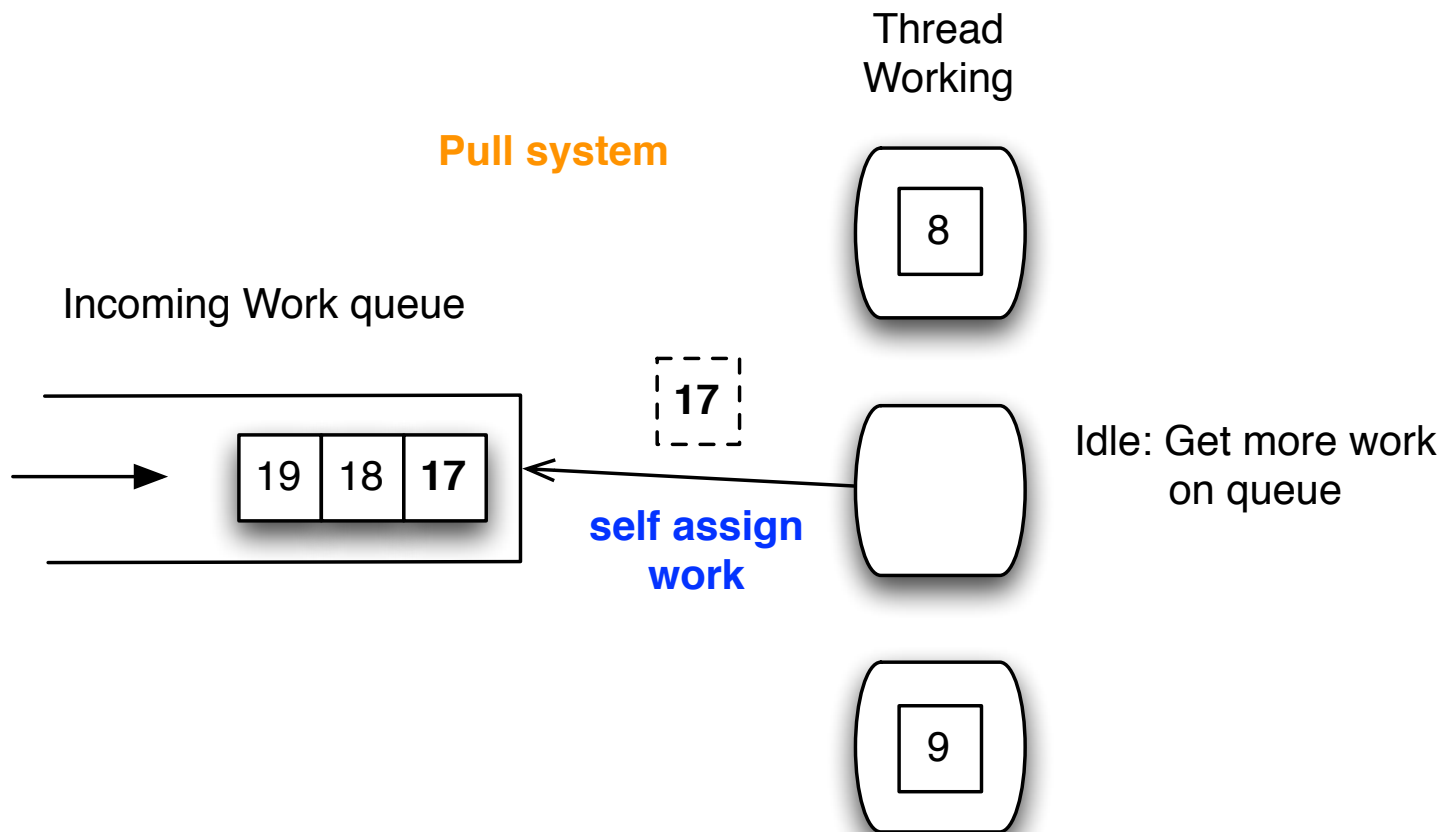 Thread
Working
Pull system
8
Incoming Work queue
17
19 18 17
Idle: Get more work
on queue
self assign
work
9